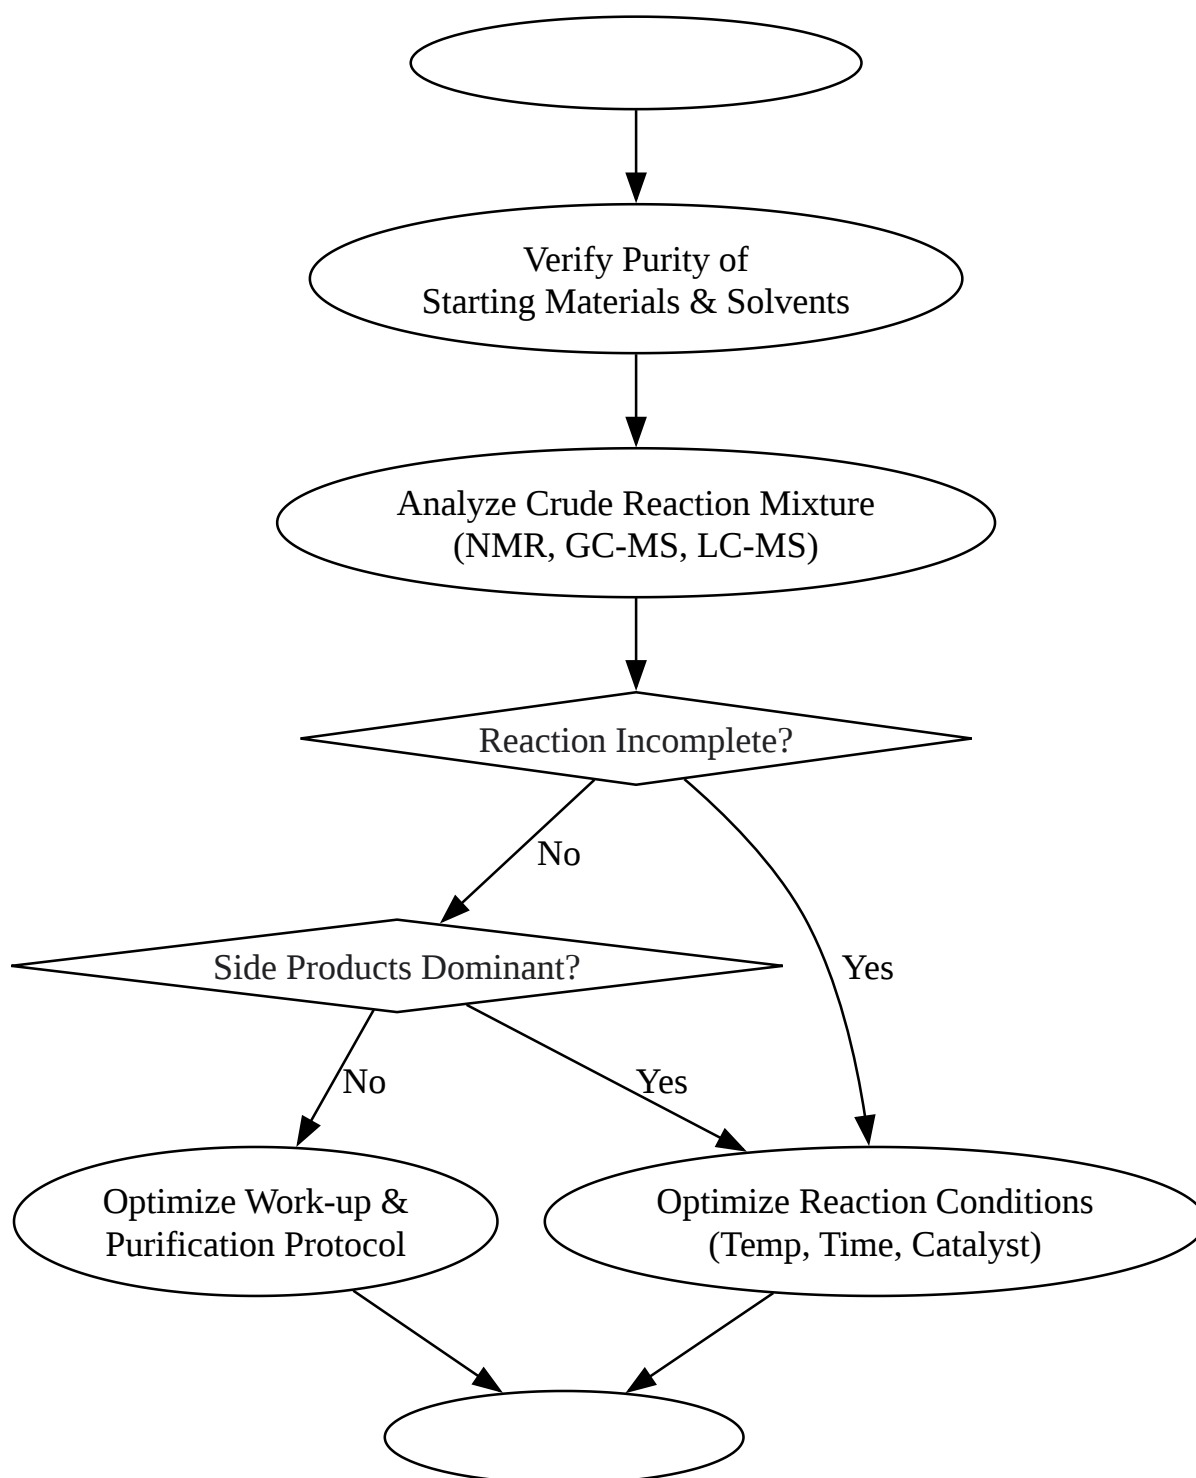 Verify Purity of
Starting Materials & Solvents
Analyze Crude Reaction Mixture
(NMR, GC-MS, LC-MS)
Reaction Incomplete?
No
Yes
Side Products Dominant?
No
Yes
Optimize Work-up &
Purification Protocol
Optimize Reaction Conditions
(Temp, Time, Catalyst)